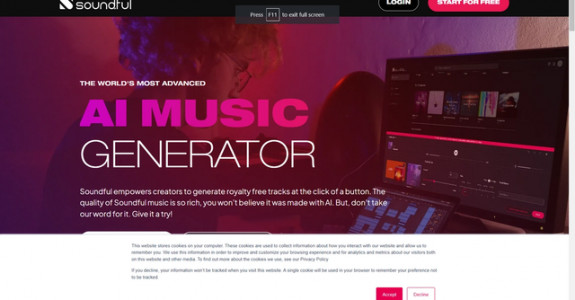 soundful
LOGIN
START FOR FREE
Press F11 to exit full screen
THE WORLD'S MOST ADVANCED
AI MUSIC
GENERATOR
Soundful empowers creators to generate royalty free tracks at the click of a button. The
quality of Soundful music is so rich, you won't believe it was made with AI. But, don't take
our word for it. Give it a try!
This website stores cookies on your computer. These cookies are used to collect information about how you interact with our website and allow us to
remember you. We use this information in order to improve and customize your browsing experience and for analytics and metrics about our visitors both
on this website and other media. To find out more about the cookies we use, see our Privacy Policy
If you decline, your information won't be tracked when you visit this website. A single cookie will be used in your browser to remember your preference not
to be tracked
Accept
Decline